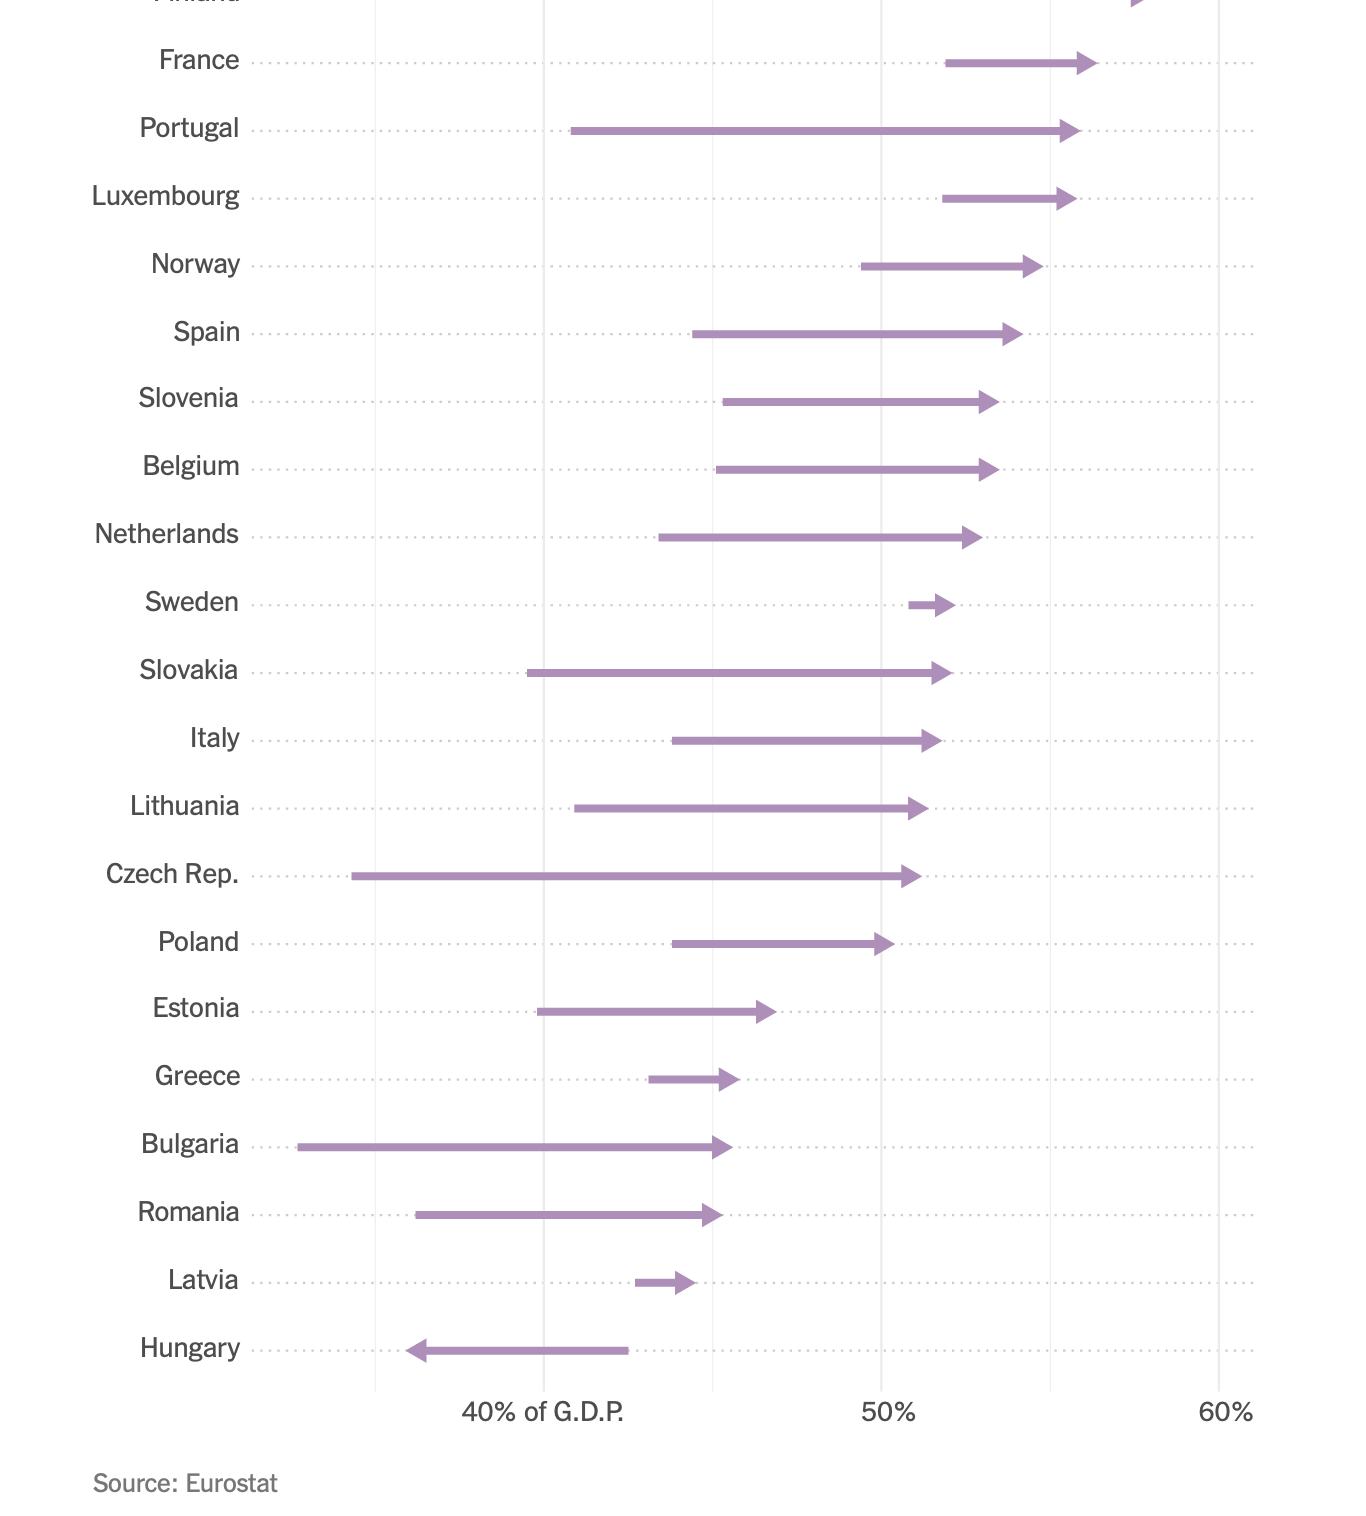 France
Portugal
Luxembourg
Norway
Spain
Slovenia
Belgium
Netherlands
Sweden
Slovakia
Italy
Lithuania
Czech Rep.
Poland
Estonia
Greece
Bulgaria
Romania
Latvia
Hungary
40% of G.D.P. 50% 60%
Source: Eurostat